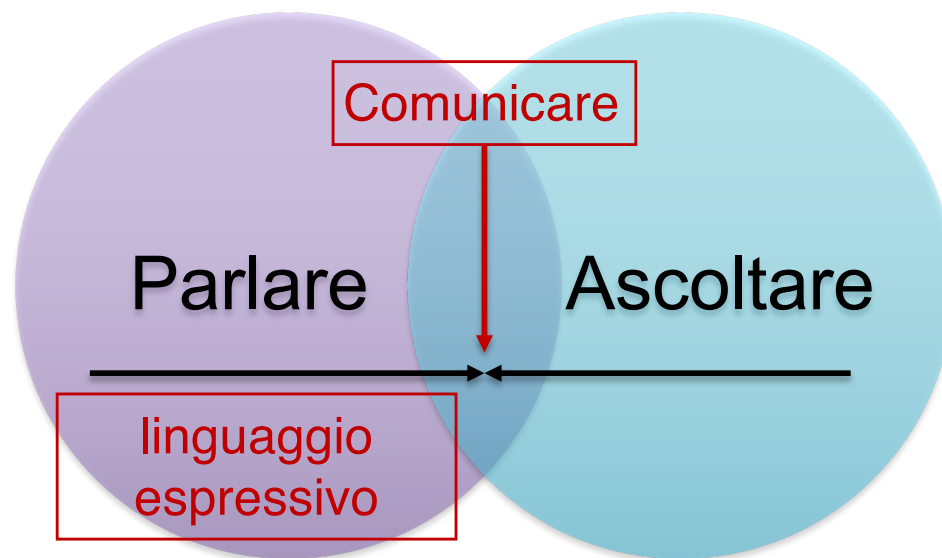 Comunicare
Parlare
Ascoltare
linguaggio
espressivo